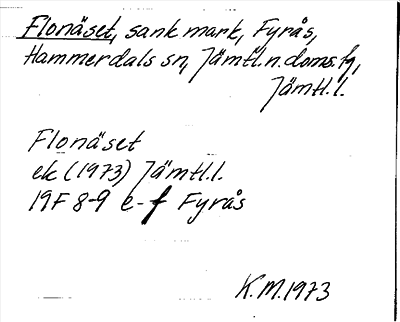 Flonäset, sank mark, Fyrås,
Hammerdals sn, Jämtl.n.doms.fg,
Jämtl.l.
Flonäset
ek (1973) Jämtl.l.
19F 8-9 e-f Fyrås
K.M.1973